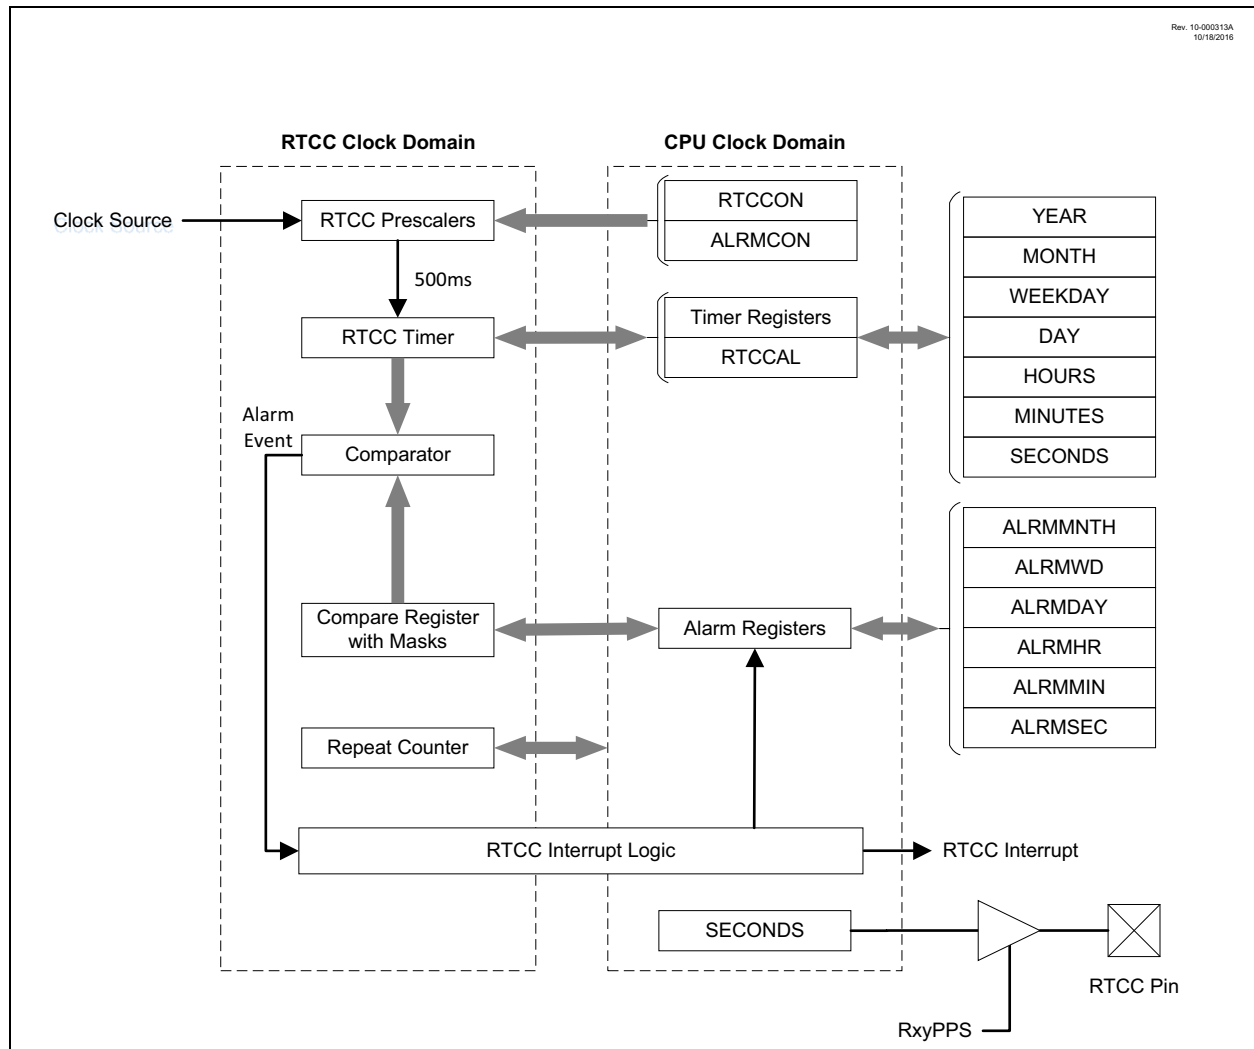 Rev. 10-000313A
10/18/2016
RTCC Clock Domain
CPU Clock Domain
Clock Source
RTCC Prescalers
RTCCON
ALRMCON
500ms
RTCC Timer
Timer Registers
RTCCAL
YEAR
MONTH
WEEKDAY
DAY
HOURS
MINUTES
SECONDS
Alarm
Event
Comparator
Compare Register
with Masks
Alarm Registers
ALRMMNTH
ALRMWD
ALRMDAY
ALRMHR
ALRMMIN
ALRMSEC
Repeat Counter
RTCC Interrupt Logic
RTCC Interrupt
SECONDS
RTCC Pin
RxyPPS